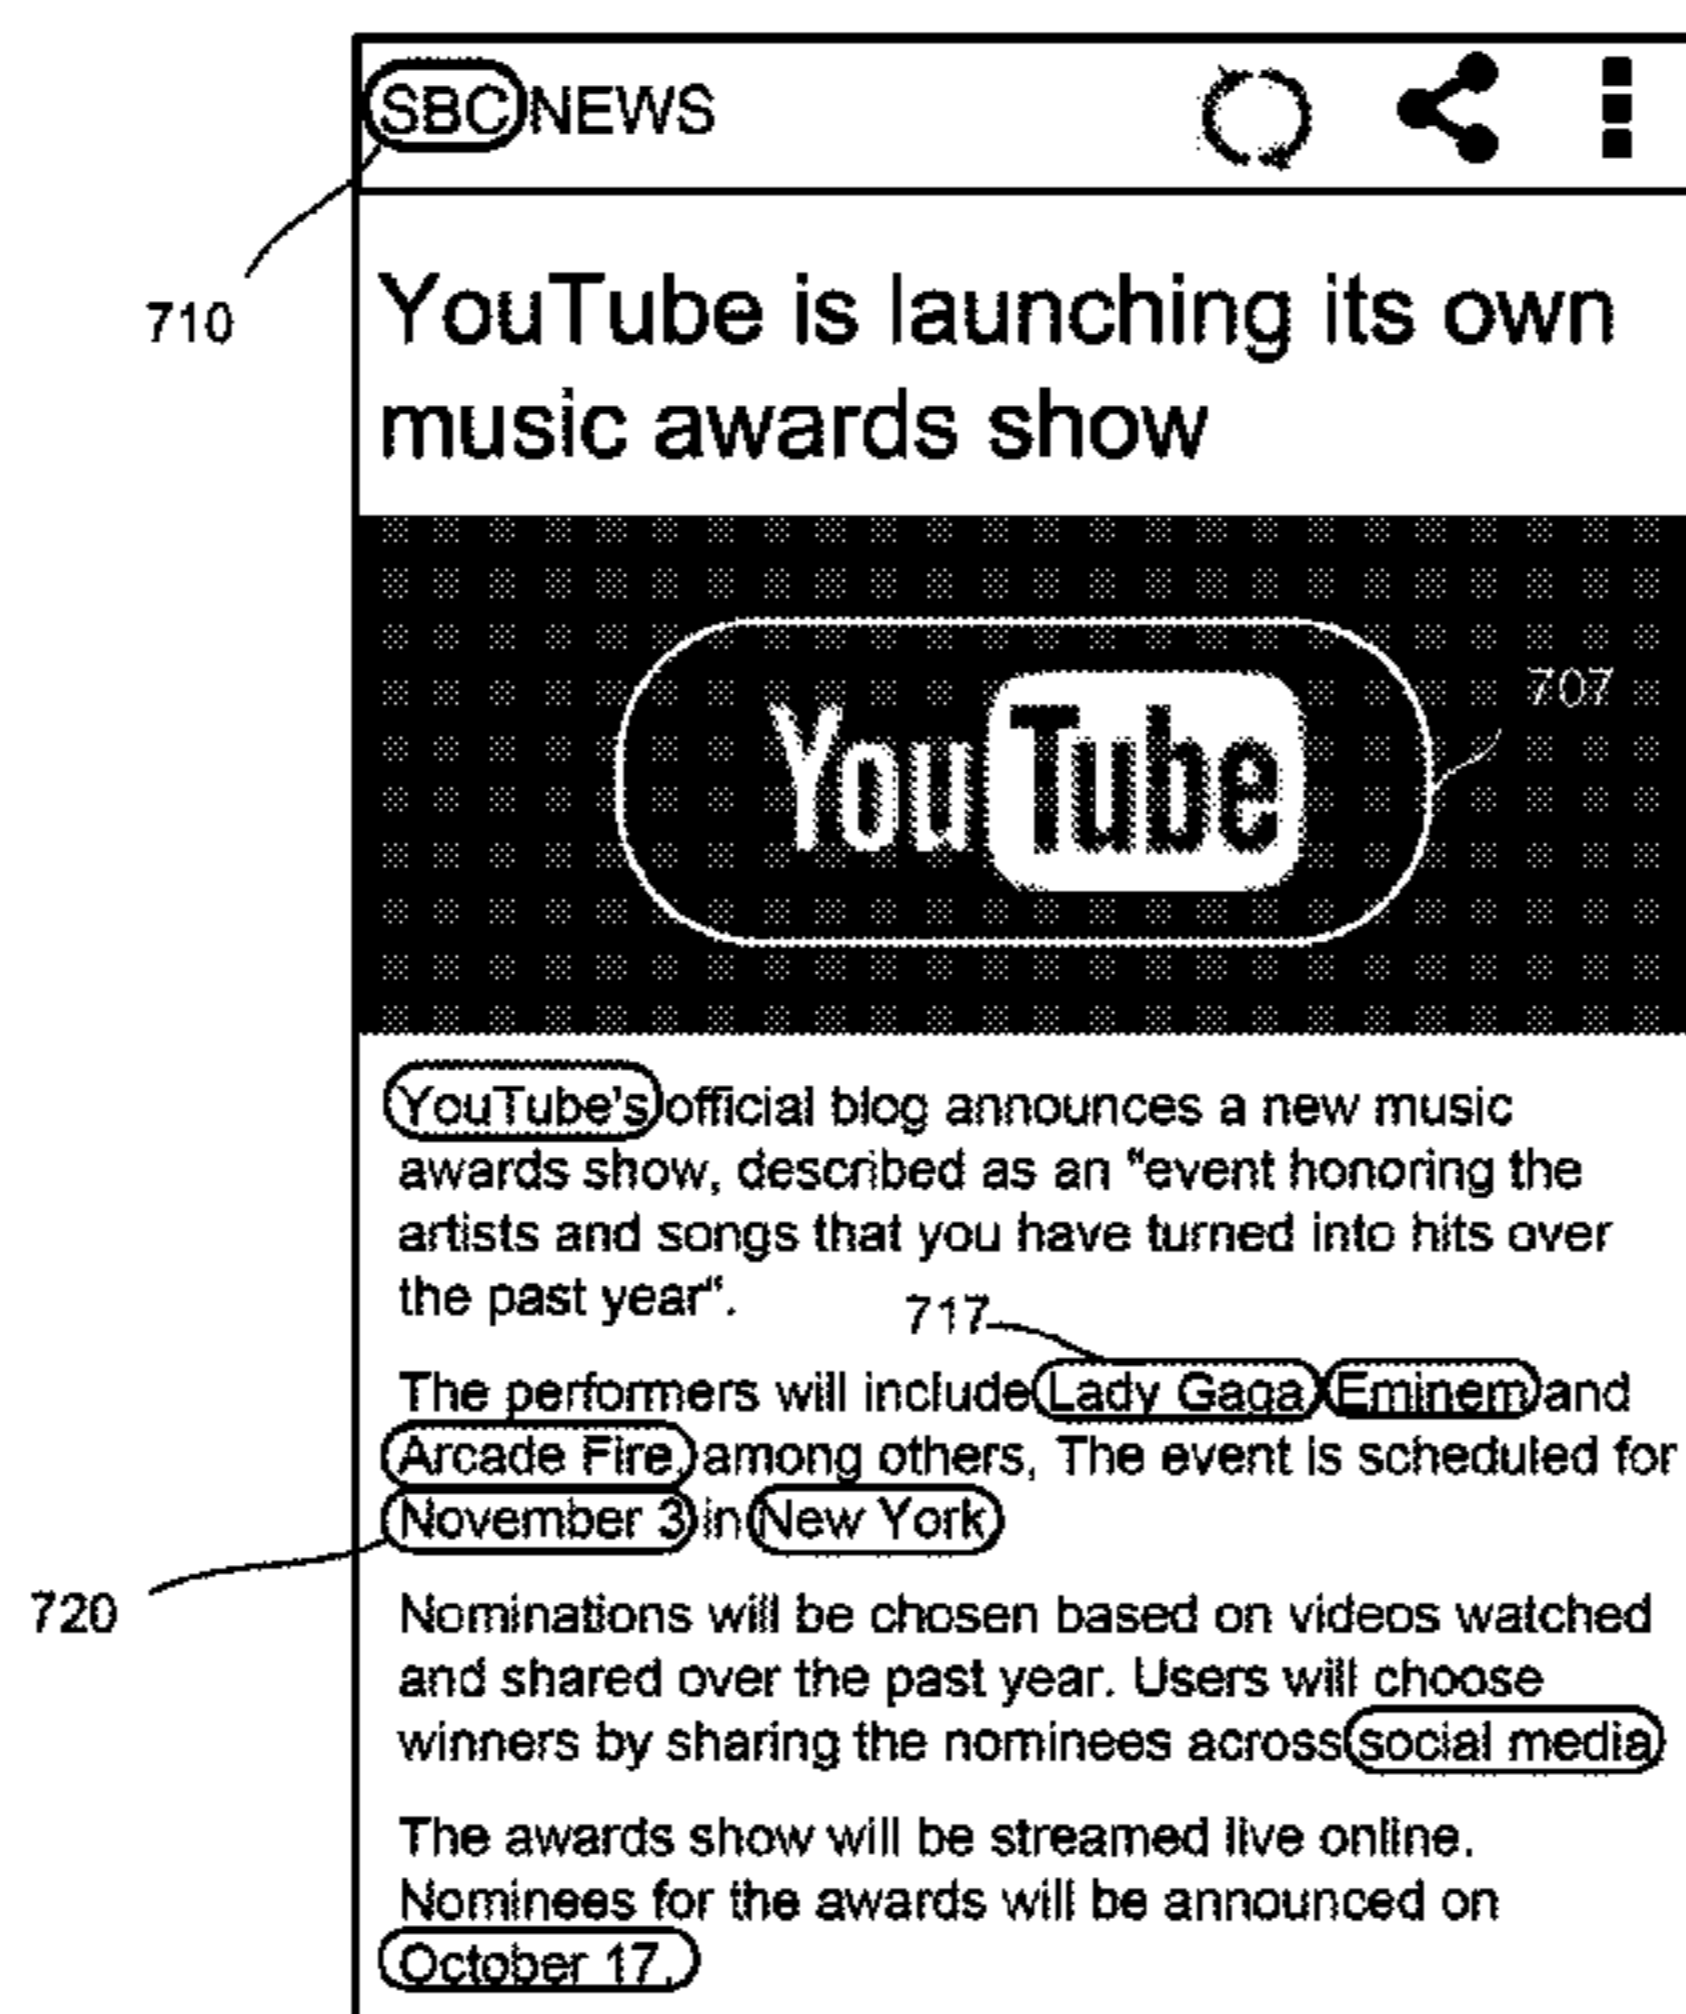 SBC NEWS
710
YouTube is launching its own
music awards show
707
YouTube
YouTube's official blog announces a new music
awards show, described as an "event honoring the
artists and songs that you have turned into hits over
the past year".
717
The performers will include Lady Gaga, Eminem and
Arcade Fire, among others, The event is scheduled for
November 3 in New York
720
Nominations will be chosen based on videos watched
and shared over the past year. Users will choose
winners by sharing the nominees across social media
The awards show will be streamed live online.
Nominees for the awards will be announced on
October 17.